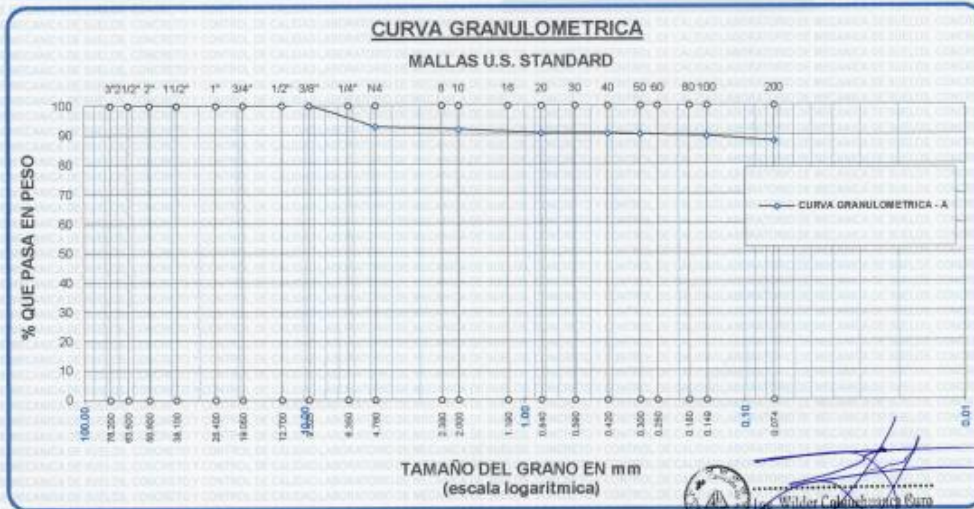 CURVA GRANULOMETRICA
MALLAS U.S. STANDARD
3" 21/2" 2" 11/2" 1" 3/4" 1/2" 3/8" 1/4" N4 8 10 16 20 30 40 50 60 80 100 200
% QUE PASA EN PESO
100
90
80
70
60
50
40
30
20
10
0
CURVA GRANULOMETRICA - A
100.00 10.00 1.00 0.10 0.01
76.200 63.500 50.600 38.100 25.400 19.050 12.700 6.350 4.760 2.380 2.000 1.190 0.840 0.590 0.420 0.300 0.250 0.180 0.149 0.074
TAMAÑO DEL GRANO EN mm
(escala logaritmica)
Ing. Wilder